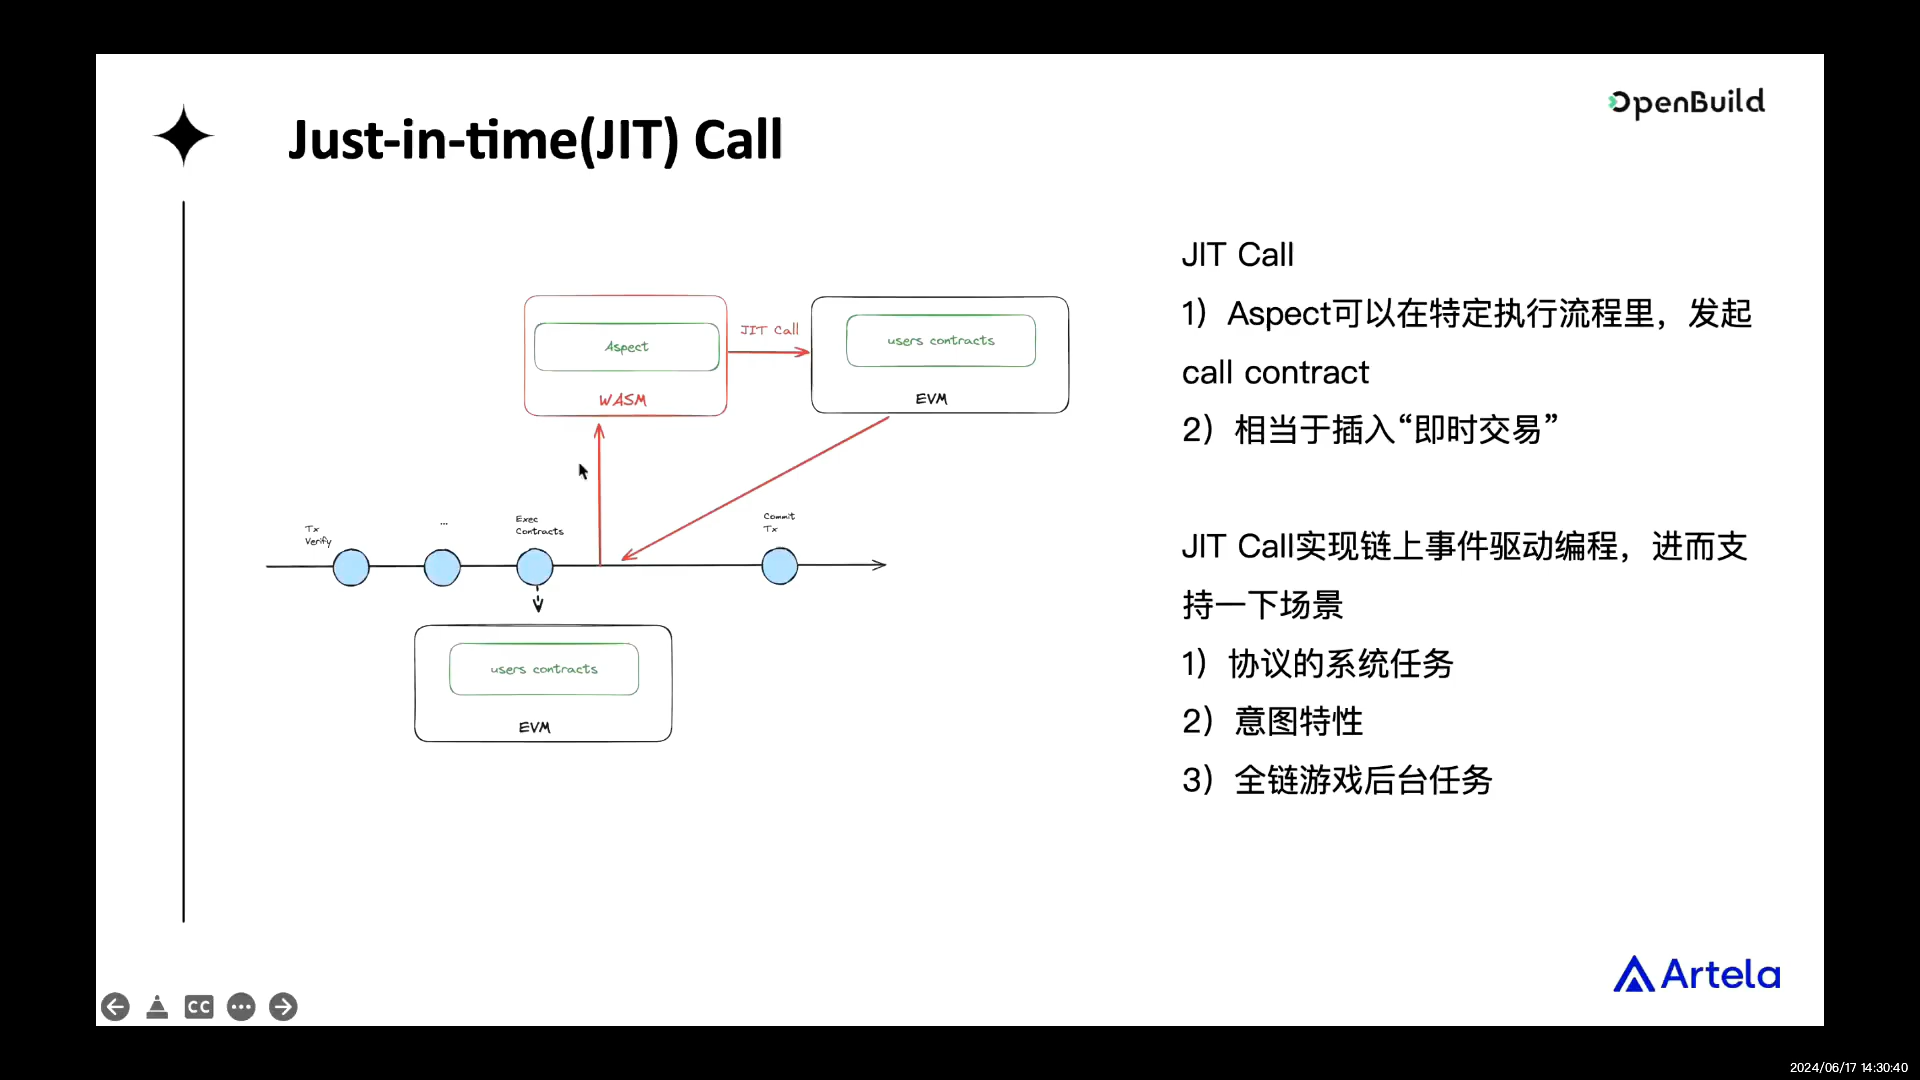 OpenBuild
Just-in-time(JIT) Call
JIT Call
1）Aspect可以在特定执行流程里，发起
call contract
2）相当于插入“即时交易”
JIT Call实现链上事件驱动编程，进而支
持一下场景
1）协议的系统任务
2）意图特性
3）全链游戏后台任务
Aspect
WASM
JIT Call
users contracts
EVM
Tx
Verify
...
Exec
Contracts
Commit
Tx
users contracts
EVM
Artela
CC
2024/06/17 14:30:40